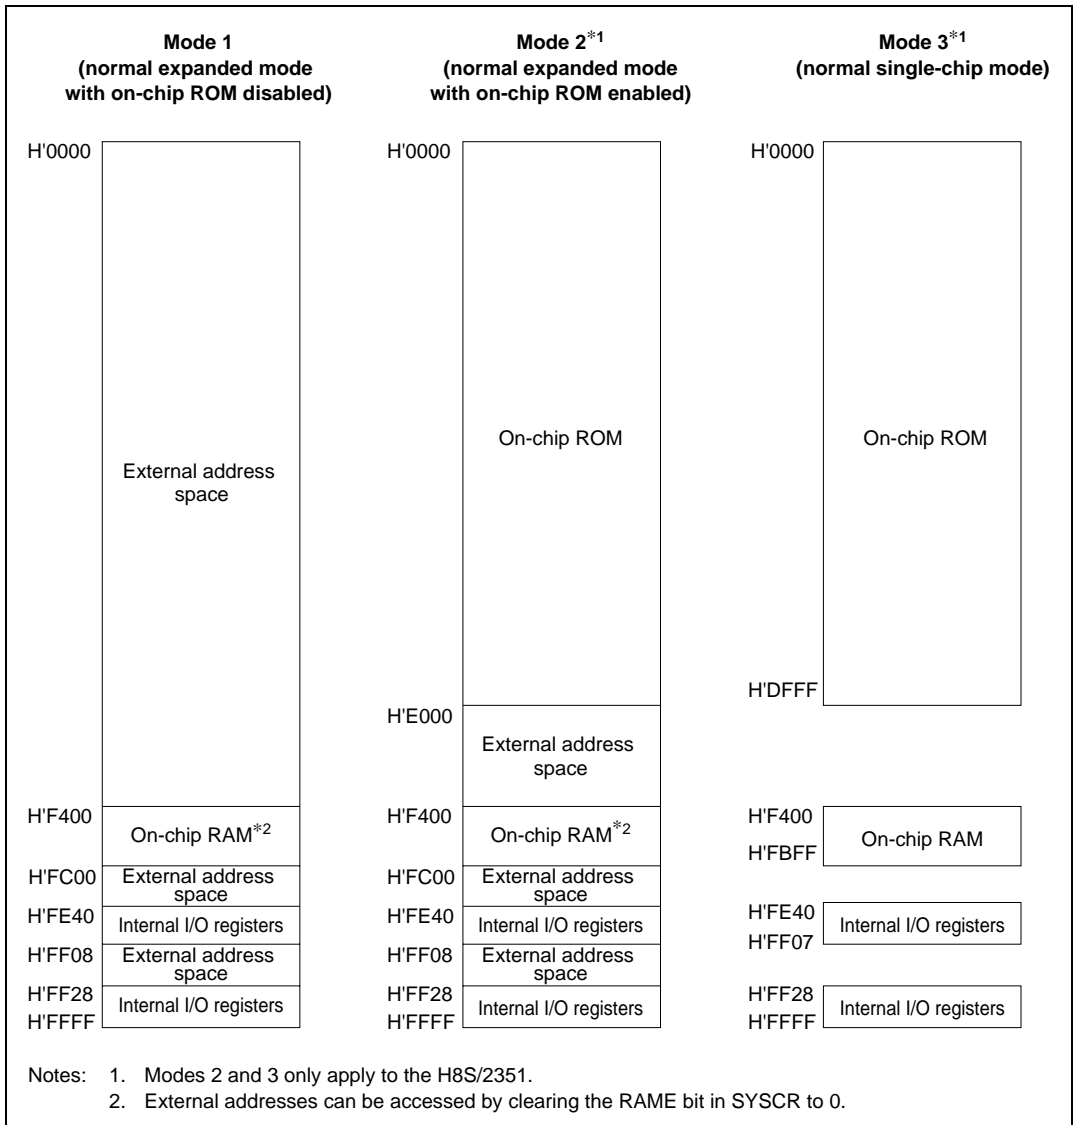 Mode 1
(normal expanded mode
with on-chip ROM disabled)
H'0000
External address
space
H'F400
On-chip RAM*2
H'FC00
External address
space
H'FE40
Internal I/O registers
H'FF08
External address
space
H'FF28
Internal I/O registers
H'FFFF
Mode 2*1
(normal expanded mode
with on-chip ROM enabled)
H'0000
On-chip ROM
H'E000
External address
space
H'F400
On-chip RAM*2
H'FC00
External address
space
H'FE40
Internal I/O registers
H'FF08
External address
space
H'FF28
Internal I/O registers
H'FFFF
Mode 3*1
(normal single-chip mode)
H'0000
On-chip ROM
H'DFFF
H'F400
On-chip RAM
H'FBFF
H'FE40
Internal I/O registers
H'FF07
H'FF28
Internal I/O registers
H'FFFF
Notes: 1. Modes 2 and 3 only apply to the H8S/2351.
2. External addresses can be accessed by clearing the RAME bit in SYSCR to 0.